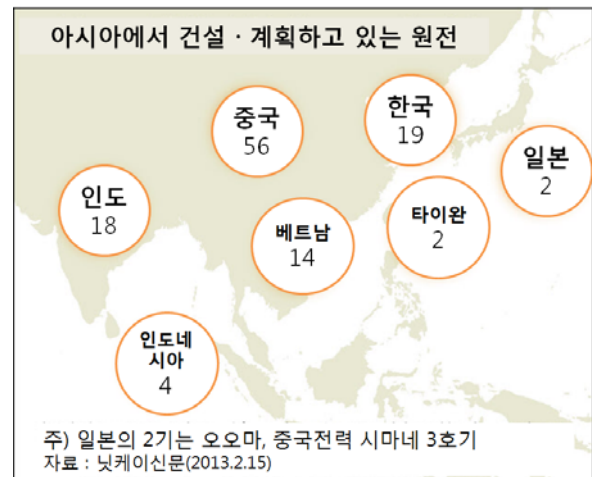 아시아에서 건설 · 계획하고 있는 원전
중국
56
한국
19
일본
2
인도
18
베트남
14
타이완
2
인도네
시아
4
주) 일본의 2기는 오오마, 중국전력 시마네 3호기
자료 : 닛케이신문(2013.2.15)